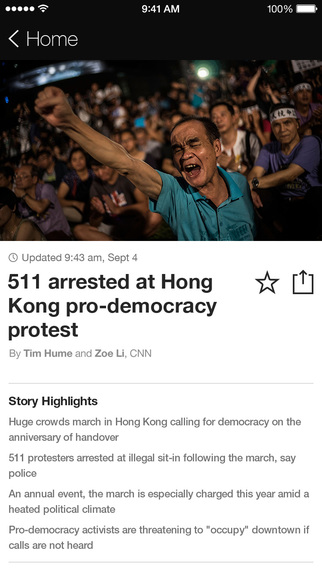 9:41 AM
100%
Home
Updated 9:43 am, Sept 4
511 arrested at Hong
Kong pro-democracy
protest
By Tim Hume and Zoe Li, CNN
Story Highlights
Huge crowds march in Hong Kong calling for democracy on the
anniversary of handover
511 protesters arrested at illegal sit-in following the march, say
police
An annual event, the march is especially charged this year amid a
heated political climate
Pro-democracy activists are threatening to "occupy" downtown if
calls are not heard